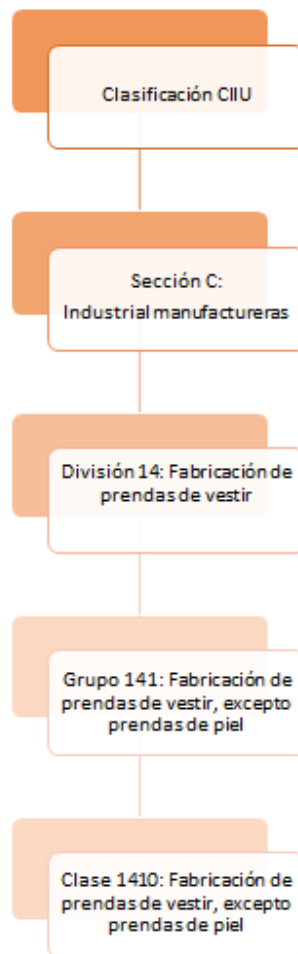 Clasificación CIIU
Sección C:
Industrial manufactureras
División 14: Fabricación de
prendas de vestir
Grupo 141: Fabricación de
prendas de vestir, excepto
prendas de piel
Clase 1410: Fabricación de
prendas de vestir, excepto
prendas de piel